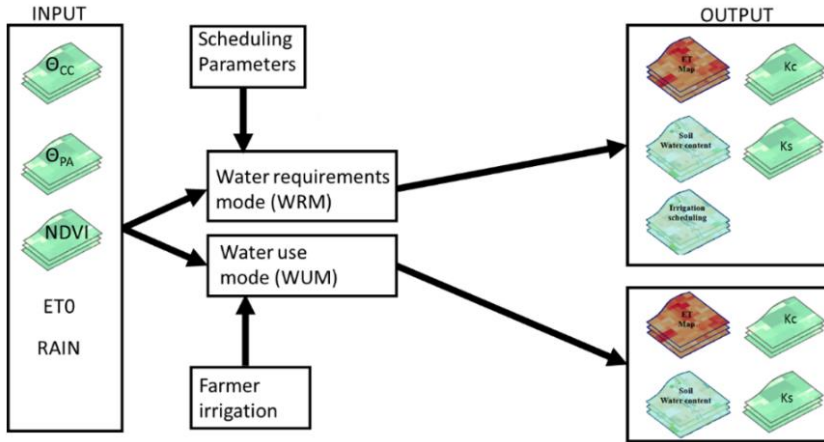 INPUT
ΘCC
ΘPA
NDVI
ET0
RAIN
Scheduling
Parameters
Water requirements
mode (WRM)
Water use
mode (WUM)
Farmer
irrigation
OUTPUT
ET
Map
Kc
Soil
Water content
Ks
Irrigation
scheduling
ET
Map
Kc
Soil
Water content
Ks